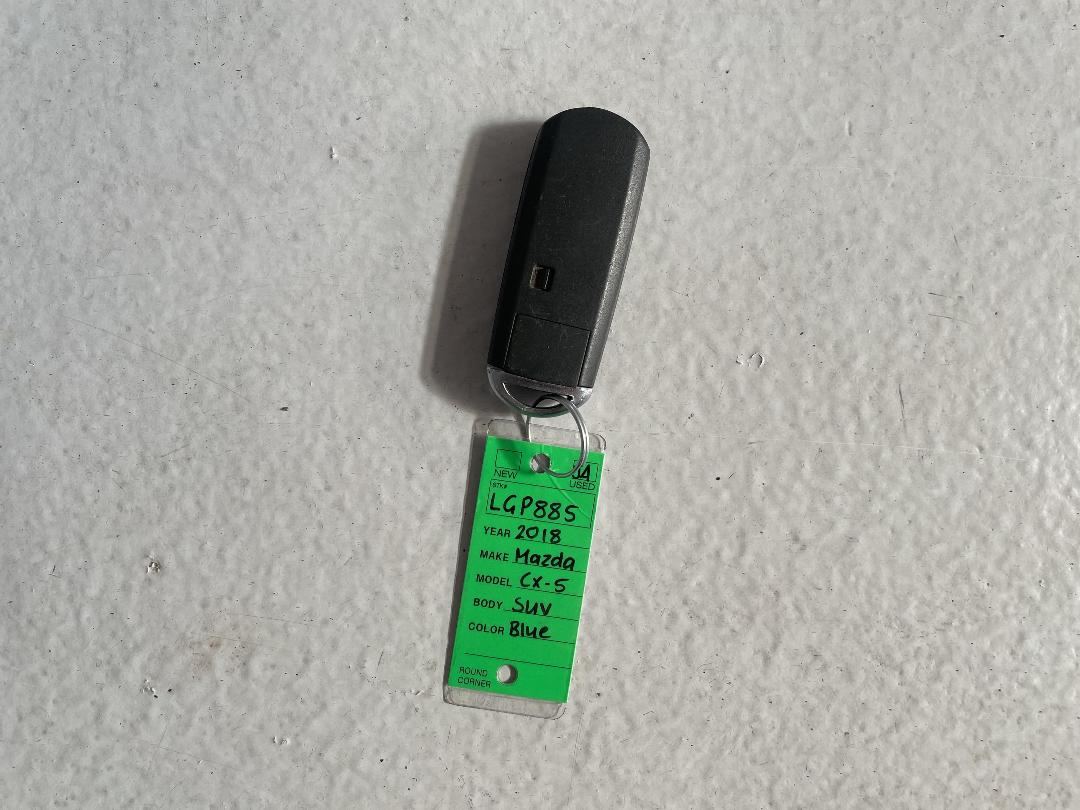 NEW USED
STK#
LGP885
YEAR 2018
MAKE Mazda
MODEL CX-5
BODY SUV
COLOR Blue
ROUND
CORNER